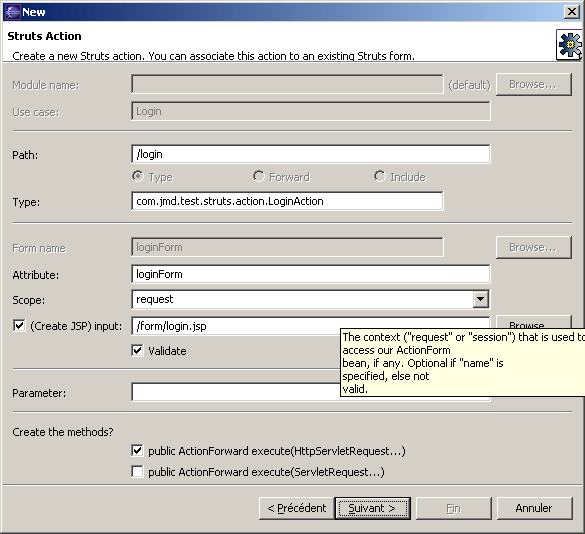 New
Struts Action
Create a new Struts action. You can associate this action to an existing Struts form.
Module name: (default) Browse...
Use case: Login
Path: /login
Type Forward Include
Type: com.jmd.test.struts.action.LoginAction
Form name loginForm Browse...
Attribute: loginForm
Scope: request
(Create JSP) input: /form/login.jsp Browse...
The context ("request" or "session") that is used to
Validate access our ActionForm
bean, if any. Optional if "name" is
specified, else not
Parameter: valid.
Create the methods?
public ActionForward execute(HttpServletRequest...)
public ActionForward execute(ServletRequest...)
< Précédent Suivant > Fin Annuler